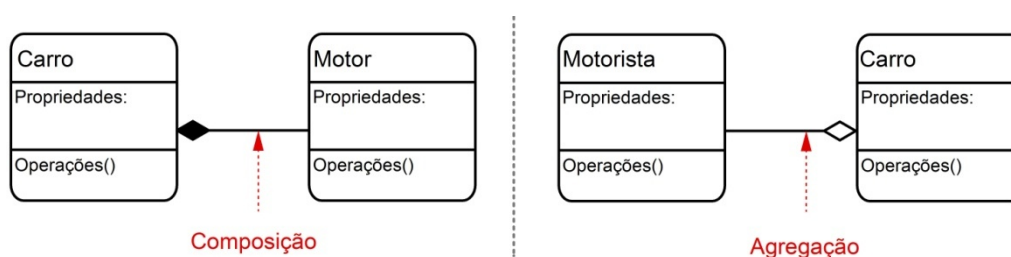 Carro
Propriedades:
Operações()
Motor
Propriedades:
Operações()
Composição
Motorista
Propriedades:
Operações()
Carro
Propriedades:
Operações()
Agregação